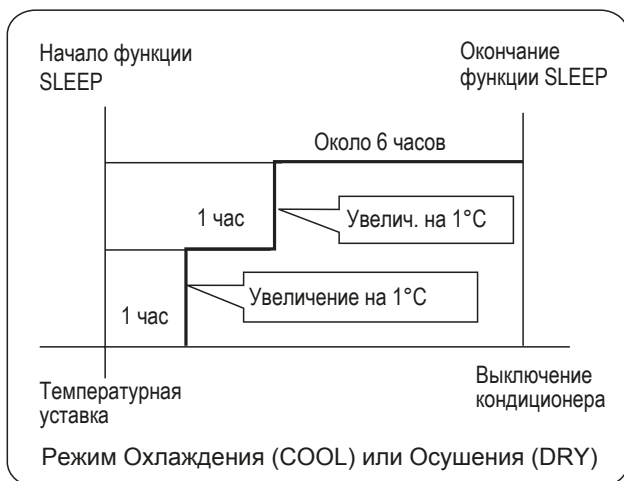 Начало функции
SLEEP
Окончание
функции SLEEP
Около 6 часов
1 час
Увелич. на 1°C
Увеличение на 1°C
1 час
Температурная
уставка
Выключение
кондиционера
Режим Охлаждения (COOL) или Осушения (DRY)